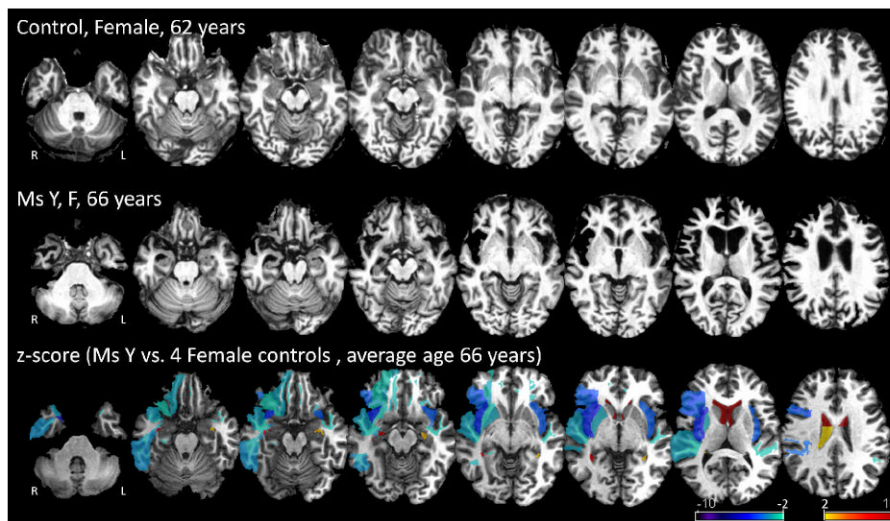 Control, Female, 62 years
R L
Ms Y, F, 66 years
R L
z-score (Ms Y vs. 4 Female controls , average age 66 years)
R L
-10 -2 2